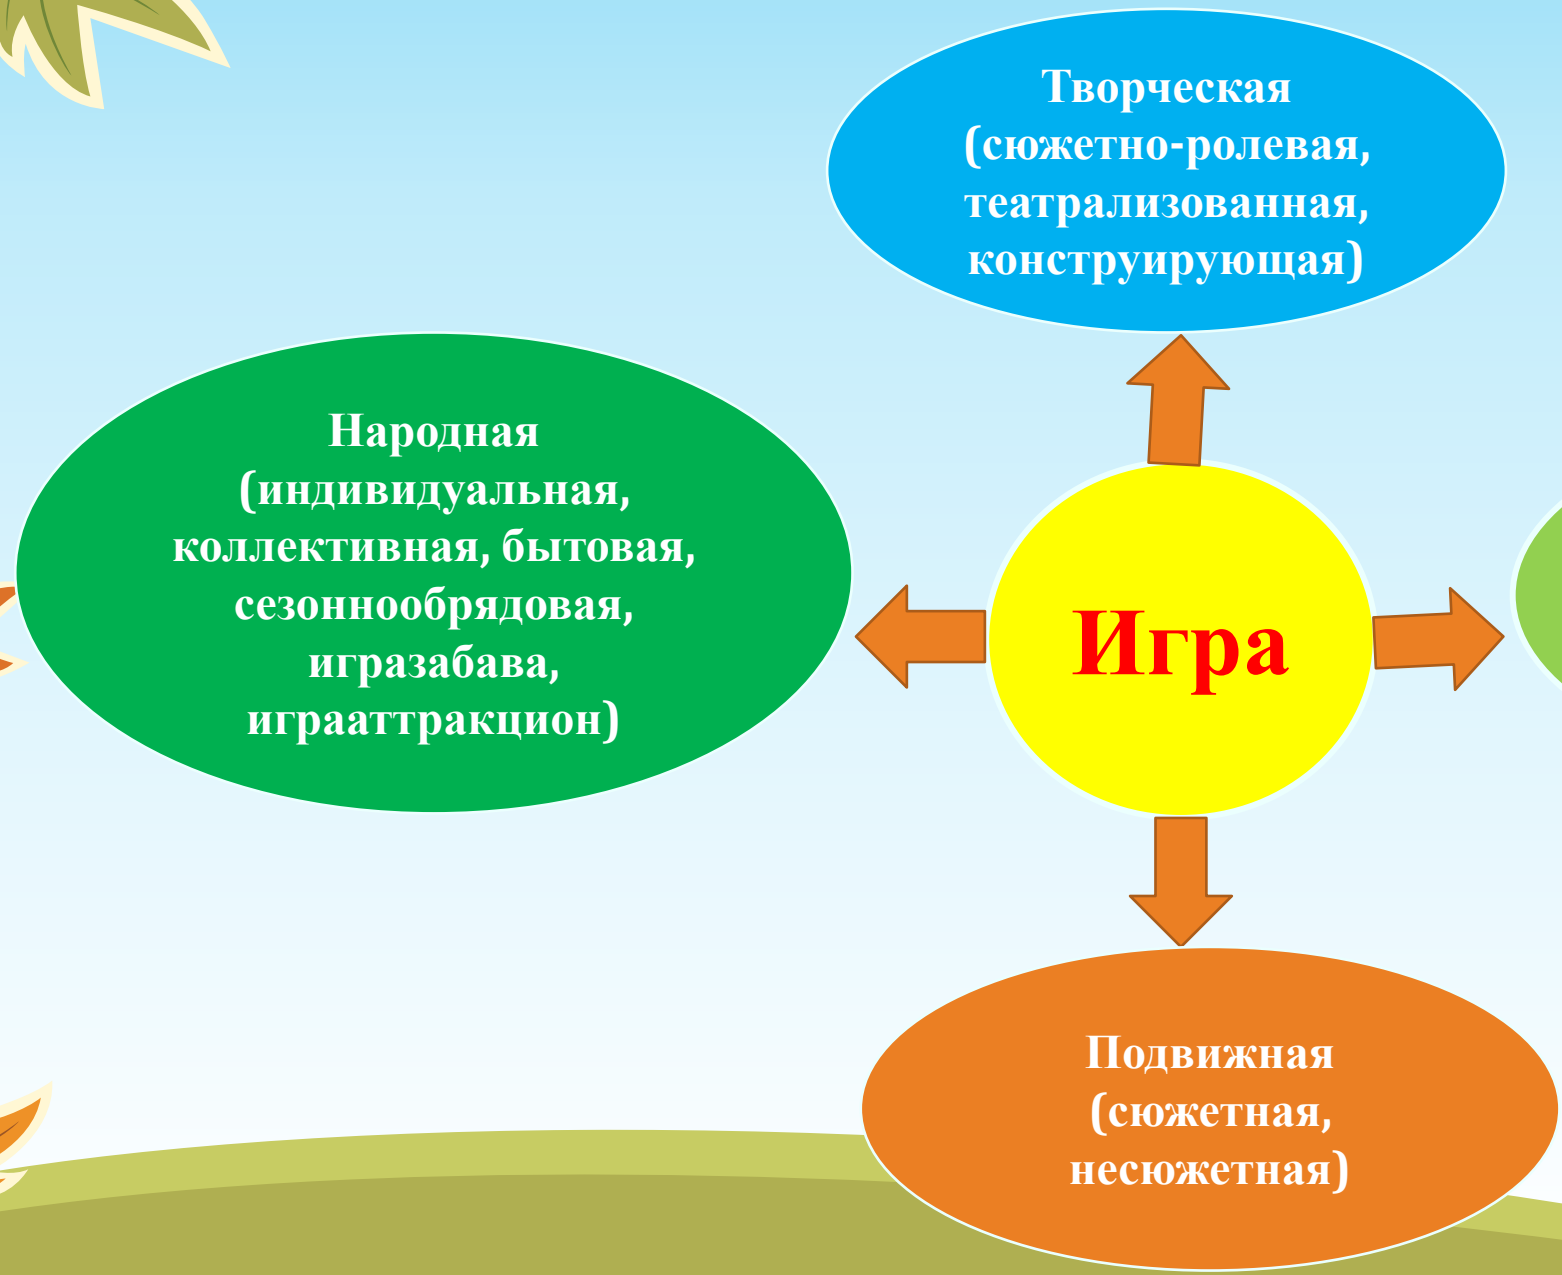 Творческая
(сюжетно-ролевая,
театрализованная,
конструирующая)
Народная
(индивидуальная,
коллективная, бытовая,
сезоннообрядовая,
игразабава,
играаттракцион)
Игра
Подвижная
(сюжетная,
несюжетная)